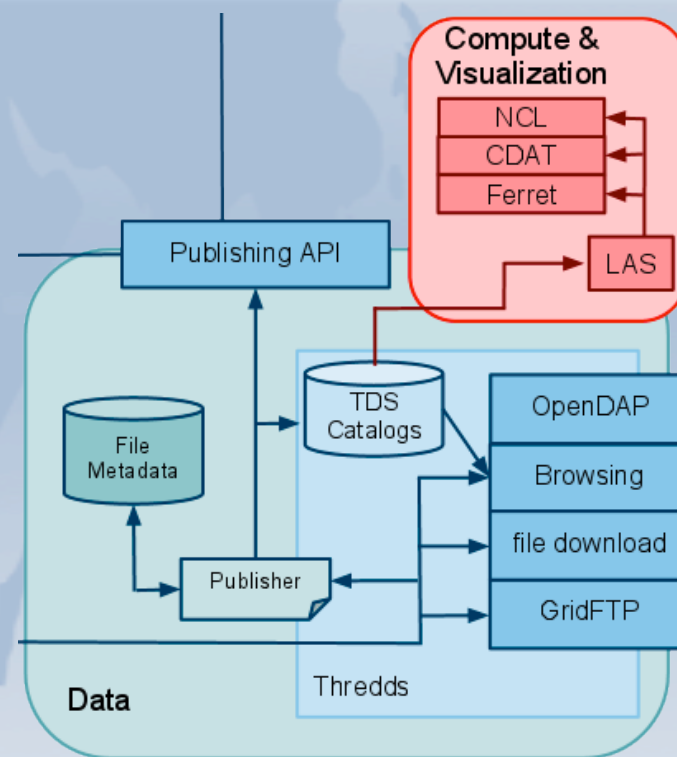 Compute &
Visualization
NCL
CDAT
Ferret
LAS
Publishing API
TDS
Catalogs
OpenDAP
File
Metadata
Browsing
file download
Publisher
GridFTP
Thredds
Data